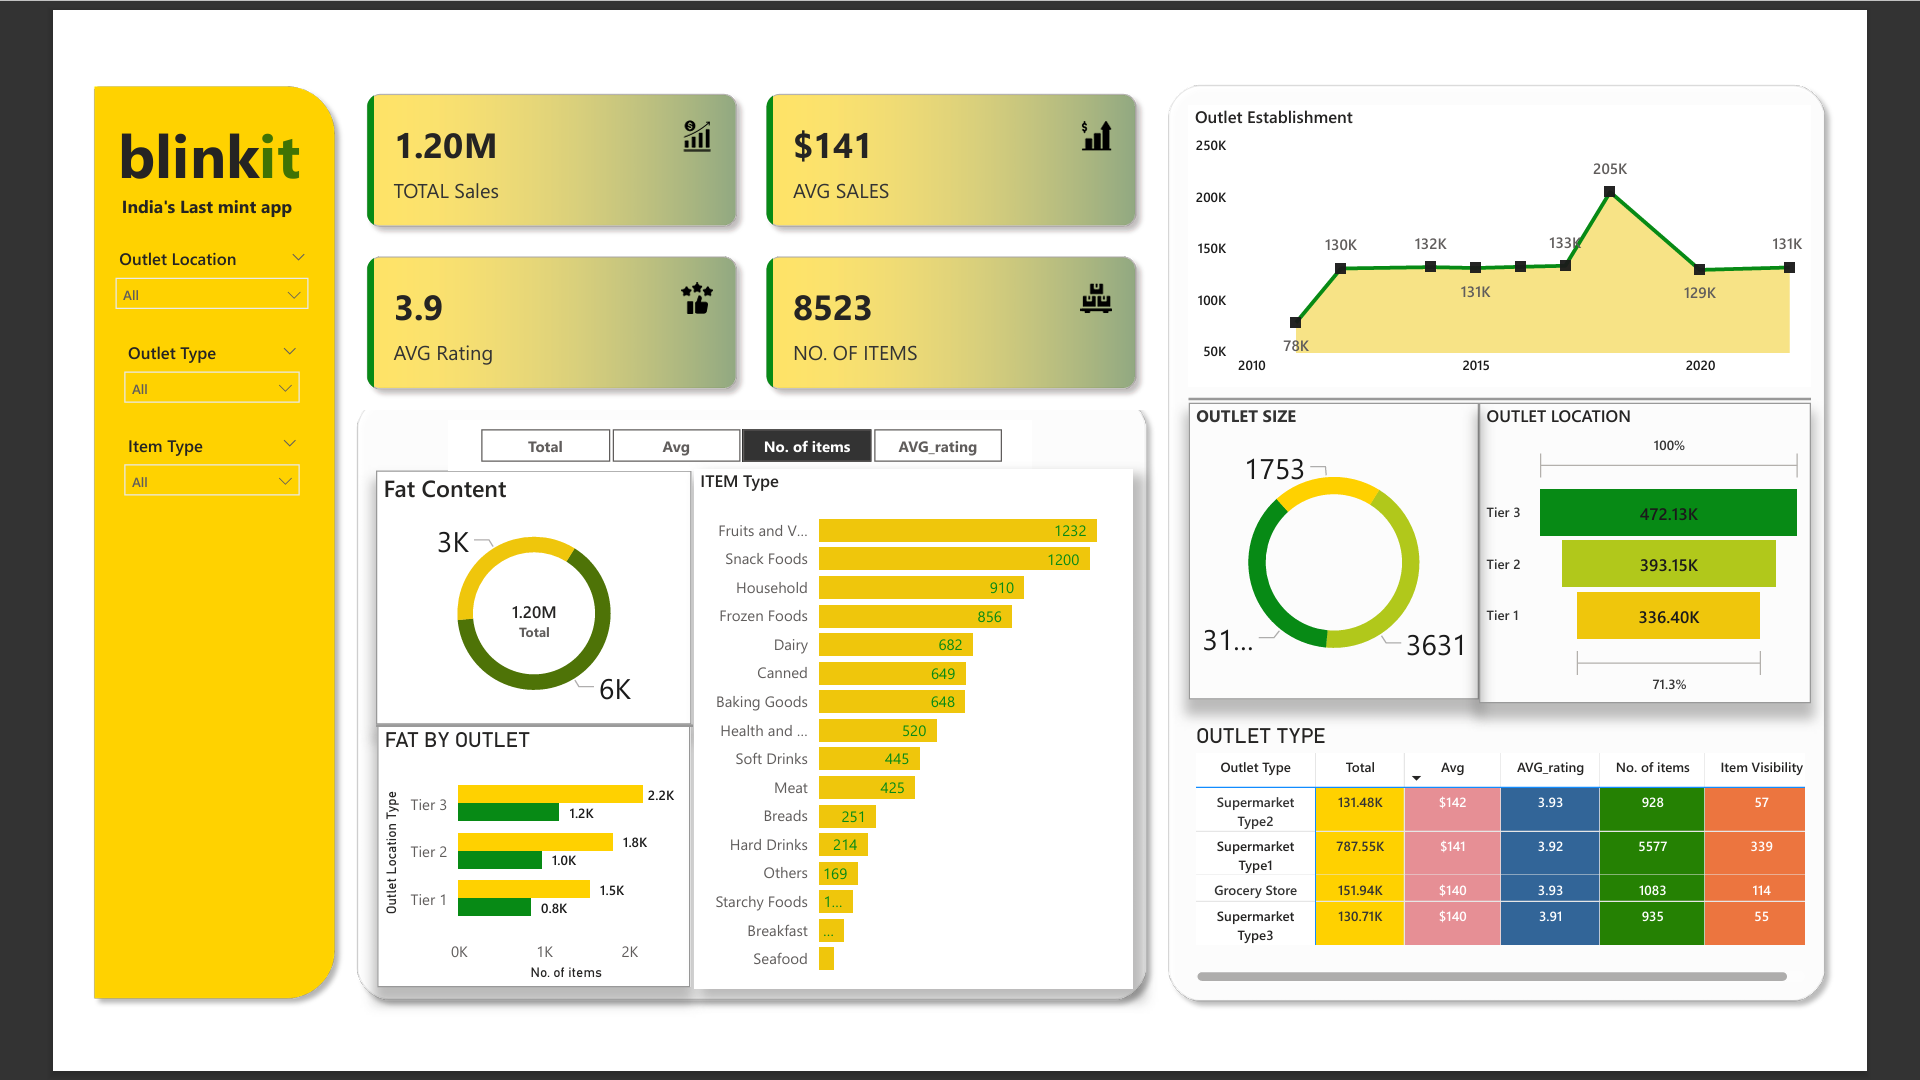 blinkit
India's Last mint app
Outlet Location
All
Outlet Type
All
Item Type
All
1.20M
TOTAL Sales
$141
AVG SALES
3.9
AVG Rating
8523
NO. OF ITEMS
Total
Avg
No. of items
AVG_rating
Fat Content
3K
1.20M
Total
6K
FAT BY OUTLET
Outlet Location Type
Tier 3
2.2K
1.2K
Tier 2
1.8K
1.0K
Tier 1
1.5K
0.8K
0K 1K 2K
No. of items
ITEM Type
Fruits and V... 1232
Snack Foods 1200
Household 910
Frozen Foods 856
Dairy 682
Canned 649
Baking Goods 648
Health and ... 520
Soft Drinks 445
Meat 425
Breads 251
Hard Drinks 214
Others 169
Starchy Foods 1...
Breakfast ...
Seafood
Outlet Establishment
250K
200K
150K
100K
50K
78K
130K
132K
131K
133K
205K
129K
131K
2010 2015 2020
OUTLET SIZE
1753
31...
3631
OUTLET LOCATION
100%
Tier 3 472.13K
Tier 2 393.15K
Tier 1 336.40K
71.3%
OUTLET TYPE
Outlet Type Total Avg AVG_rating No. of items Item Visibility
Supermarket 131.48K $142 3.93 928 57
Type2
Supermarket 787.55K $141 3.92 5577 339
Type1
Grocery Store 151.94K $140 3.93 1083 114
Supermarket 130.71K $140 3.91 935 55
Type3